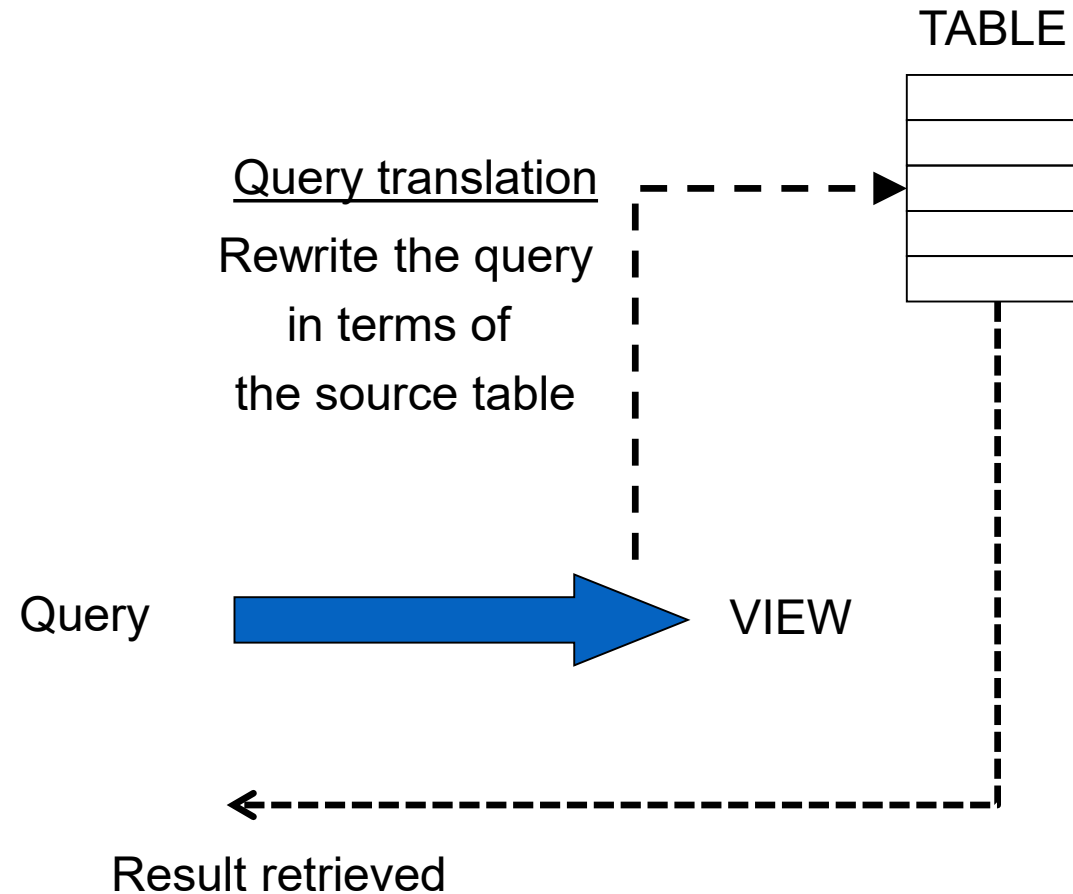 TABLE
Query translation
Rewrite the query
in terms of
the source table
Query
VIEW
Result retrieved